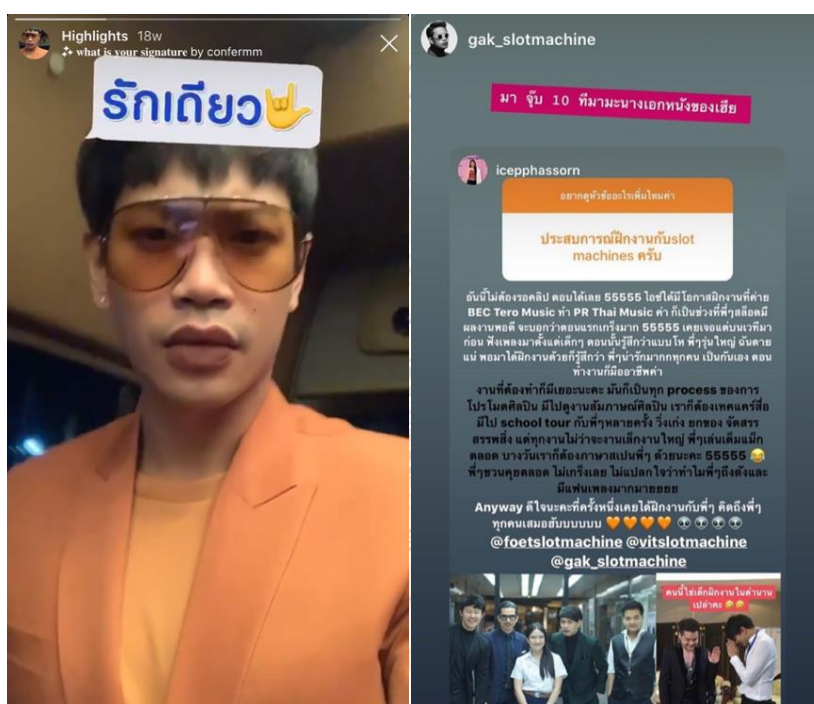 Highlights 18w
what is your signature by confermm
รักเดียว🤟
gak_slotmachine
มา จุ๊บ 10 ทีมามะนางเอกหนังของเฮีย
icepphassorn
อยากดูหัวข้ออะไรเพิ่มไหมค่า
ประสบการณ์ฝึกงานกับslot
machines ครับ
อันนี้ไม่ต้องรอคลิป ตอบได้เลย 55555 ไอซ์ได้มีโอกาสฝึกงานที่ค่าย
BEC Tero Music ทำ PR Thai Music ค่า ก็เป็นช่วงที่พี่ๆสล็อตมี
ผลงานพอดี จะบอกว่าตอนแรกเกร็งมาก 55555 เคยเจอแต่บนเวทีมา
ก่อน ฟังเพลงมาตั้งแต่เด็กๆ ตอนนั้นรู้สึกว่าแบบโห พี่ๆรุ่นใหญ่ ฉันตาย
แน่ พอมาได้ฝึกงานด้วยก็รู้สึกว่า พี่ๆน่ารักมากกทุกคน เป็นกันเอง ตอน
ทำงานก็มืออาชีพค่า
งานที่ต้องทำก็มีเยอะนะคะ มันก็เป็นทุก process ของการ
โปรโมตศิลปิน มีไปดูงานสัมภาษณ์ศิลปิน เราก็ต้องเทคแคร์สื่อ
มีไป school tour กับพี่ๆหลายครั้ง วิ่งเก่ง ยกของ จัดสรร
สรรพสิ่ง แต่ทุกงานไม่ว่าจะงานเล็กงานใหญ่ พี่ๆเล่นเต็มแม็ก
ตลอด บางวันเราก็ต้องภาษาสเปนพี่ๆ ด้วยนะคะ 55555 😂
พี่ๆชวนคุยตลอด ไม่เกร็งเลย ไม่แปลกใจว่าทำไมพี่ๆถึงดังและ
มีแฟนเพลงมากมายยยย
Anyway ดีใจนะคะที่ครั้งหนึ่งเคยได้ฝึกงานกับพี่ๆ คิดถึงพี่ๆ
ทุกคนเสมอฮับบบบบบ 🧡🧡🧡🧡👽👽👽👽
@foetslotmachine @vitslotmachine
@gak_slotmachine
คนนี้ใช่เด็กฝึกงานในตำนาน
เปล่าคะ 🤣🤣